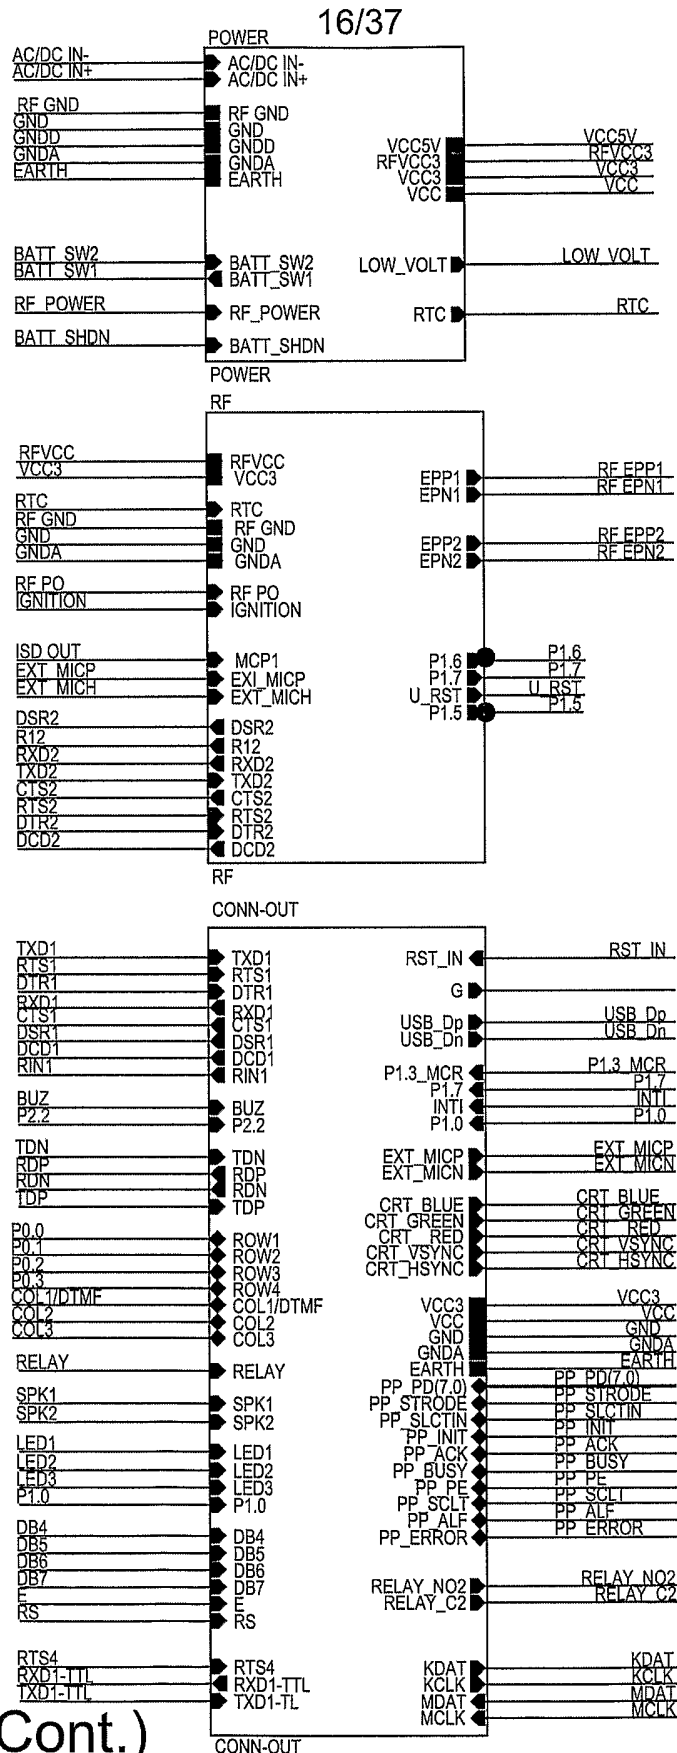 16/37
POWER
AC/DC IN- AC/DC IN-
AC/DC IN+ AC/DC IN+
RF GND RF GND
GND GND
GNDD GNDD VCC5V VCC5V
GNDA GNDA RFVCC3 RFVCC3
EARTH EARTH VCC3 VCC3
VCC VCC
BATT SW2 BATT_SW2 LOW_VOLT LOW VOLT
BATT SW1 BATT_SW1
RF POWER RF_POWER RTC RTC
BATT SHDN BATT_SHDN
POWER
RF
RFVCC RFVCC
VCC3 VCC3 EPP1 RF EPP1
EPN1 RF EPN1
RTC RTC
RF GND RF GND
GND GND EPP2 RF EPP2
GNDA GNDA EPN2 RF EPN2
RF PO RF PO
IGNITION IGNITION
ISD OUT MCP1 P1.6 P1.6
EXT MICP EXI_MICP P1.7 P1.7
EXT MICH EXT_MICH U_RST U RST
P1.5 P1.5
DSR2 DSR2
R12 R12
RXD2 RXD2
TXD2 TXD2
CTS2 CTS2
RTS2 RTS2
DTR2 DTR2
DCD2 DCD2
RF
CONN-OUT
TXD1 TXD1 RST_IN RST IN
RTS1 RTS1
DTR1 DTR1 G
RXD1 RXD1
CTS1 CTS1 USB_Dp USB Dp
DSR1 DSR1 USB_Dn USB Dn
DCD1 DCD1
RIN1 RIN1 P1.3_MCR P1.3 MCR
P1.7 P1.7
BUZ BUZ INTI INTI
P2.2 P2.2 P1.0 P1.0
TDN TDN EXT_MICP EXT MICP
RDP RDP EXT_MICN EXT MICN
RDN RDN
TDP TDP CRT_BLUE CRT BLUE
CRT_GREEN CRT GREEN
P0.0 ROW1 CRT_RED CRT RED
P0.1 ROW2 CRT_VSYNC CRT VSYNC
P0.2 ROW3 CRT_HSYNC CRT HSYNC
P0.3 ROW4
COL1/DTMF COL1/DTMF VCC3 VCC3
COL2 COL2 VCC VCC
COL3 COL3 GND GND
GNDA GNDA
RELAY RELAY EARTH EARTH
PP_PD(7.0) PP PD(7.0)
SPK1 SPK1 PP_STRODE PP STRODE
SPK2 SPK2 PP_SLCTIN PP SLCTIN
PP_INIT PP INIT
LED1 LED1 PP_ACK PP ACK
LED2 LED2 PP_BUSY PP BUSY
LED3 LED3 PP_PE PP PE
P1.0 P1.0 PP_SCLT PP SCLT
PP_ALF PP ALF
DB4 DB4 PP_ERROR PP ERROR
DB5 DB5
DB6 DB6
DB7 DB7 RELAY_NO2 RELAY NO2
E E RELAY_C2 RELAY C2
RS RS
RTS4 RTS4 KDAT KDAT
RXD1-TTL RXD1-TTL KCLK KCLK
TXD1-TTL TXD1-TL MDAT MDAT
MCLK MCLK
Cont.)
CONN-OUT